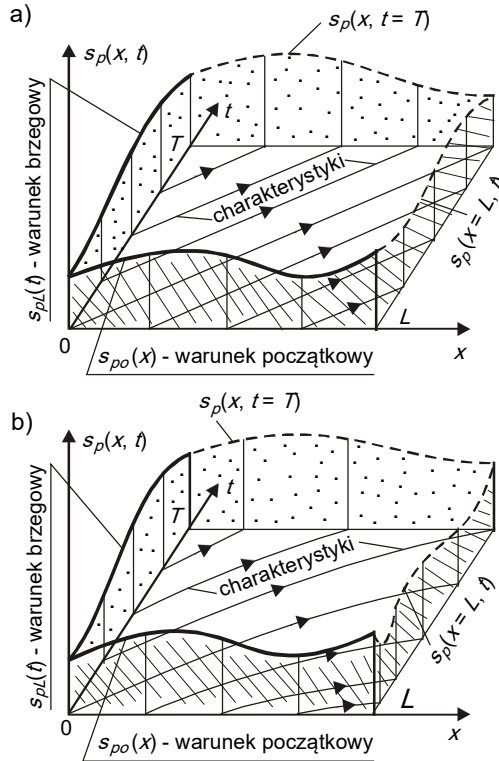 a)
s_p(x, t)
s_p(x, t = T)
t
T
s_pL(t) - warunek brzegowy
charakterystyki
s_p(x = L, t)
0
L
x
s_po(x) - warunek początkowy
b)
s_p(x, t)
s_p(x, t = T)
t
T
s_pL(t) - warunek brzegowy
charakterystyki
s_p(x = L, t)
0
L
x
s_po(x) - warunek początkowy